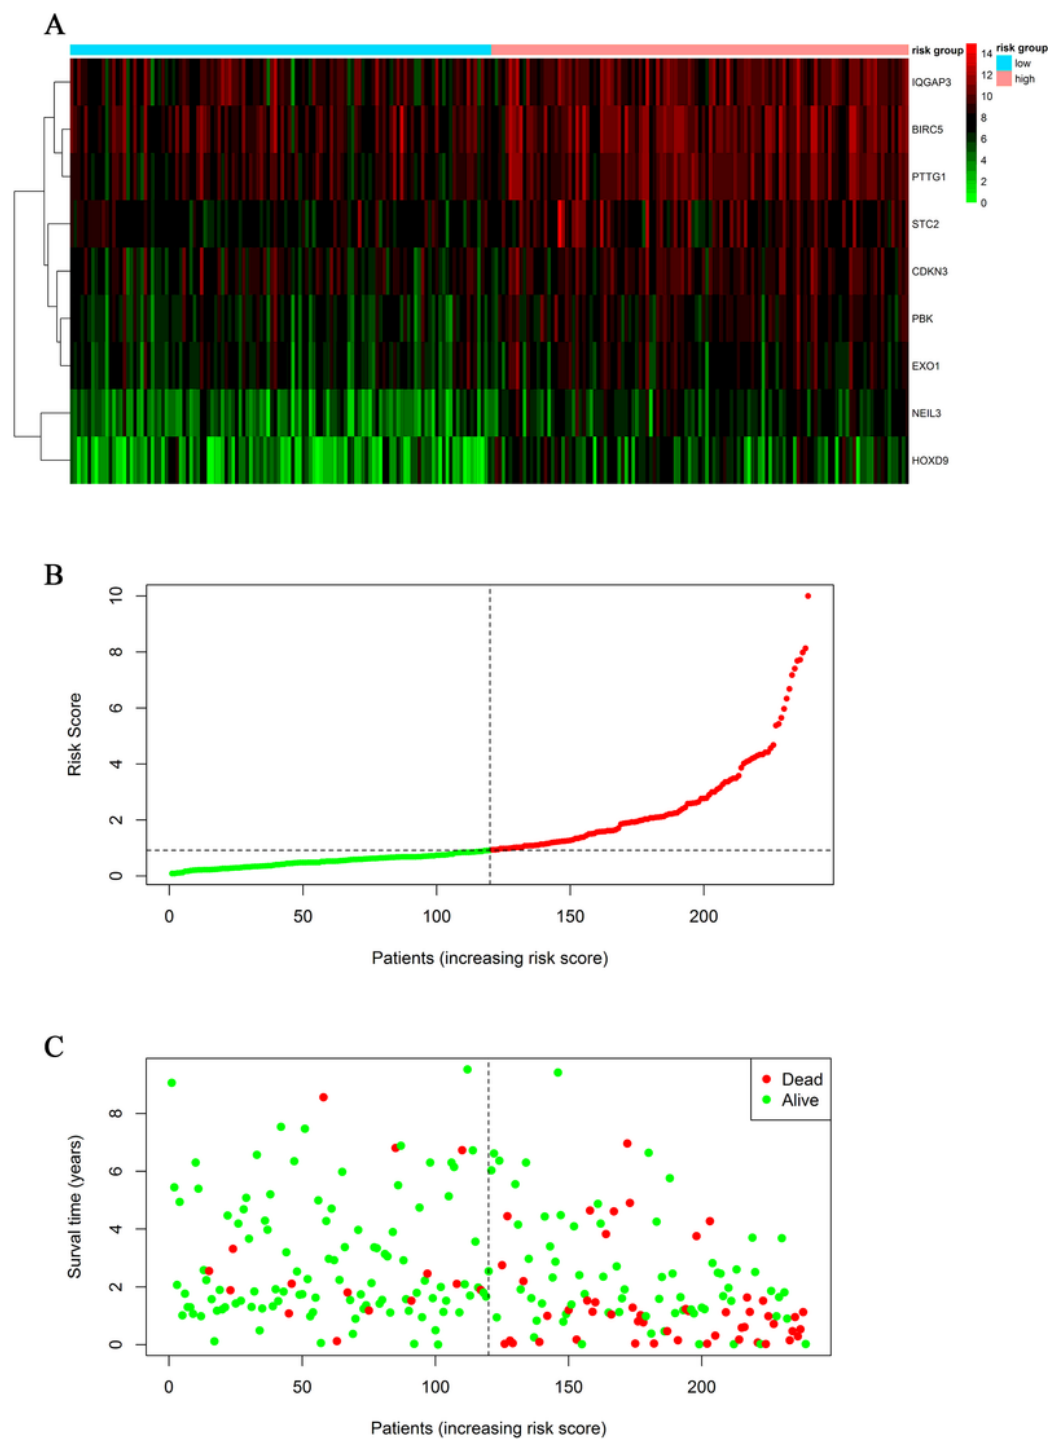 A
risk group
14
12
10
8
6
4
2
0
risk group
low
high
IQGAP3
BIRC5
PTTG1
STC2
CDKN3
PBK
EXO1
NEIL3
HOXD9
B
Risk Score
10
8
6
4
2
0
0 50 100 150 200
Patients (increasing risk score)
C
Surval time (years)
8
6
4
2
0
Dead
Alive
0 50 100 150 200
Patients (increasing risk score)